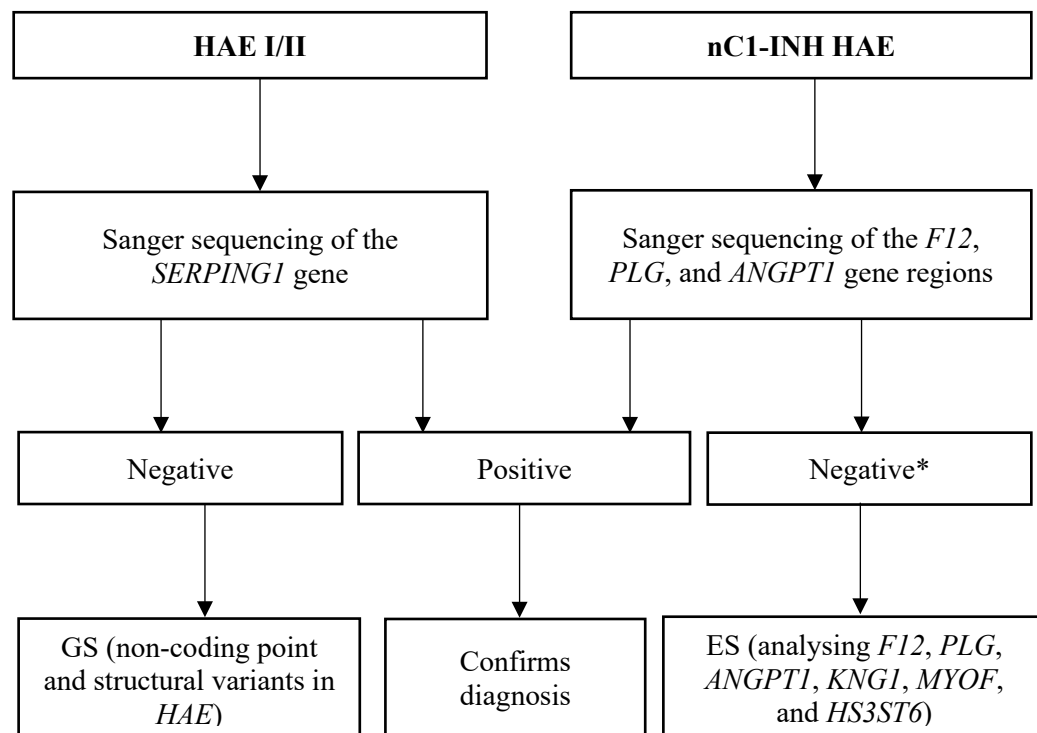 HAE I/II
nC1-INH HAE
Sanger sequencing of the
SERPING1 gene
Sanger sequencing of the F12,
PLG, and ANGPT1 gene regions
Negative
Positive
Negative*
GS (non-coding point
and structural variants in
HAE)
Confirms
diagnosis
ES (analysing F12, PLG,
ANGPT1, KNG1, MYOF,
and HS3ST6)